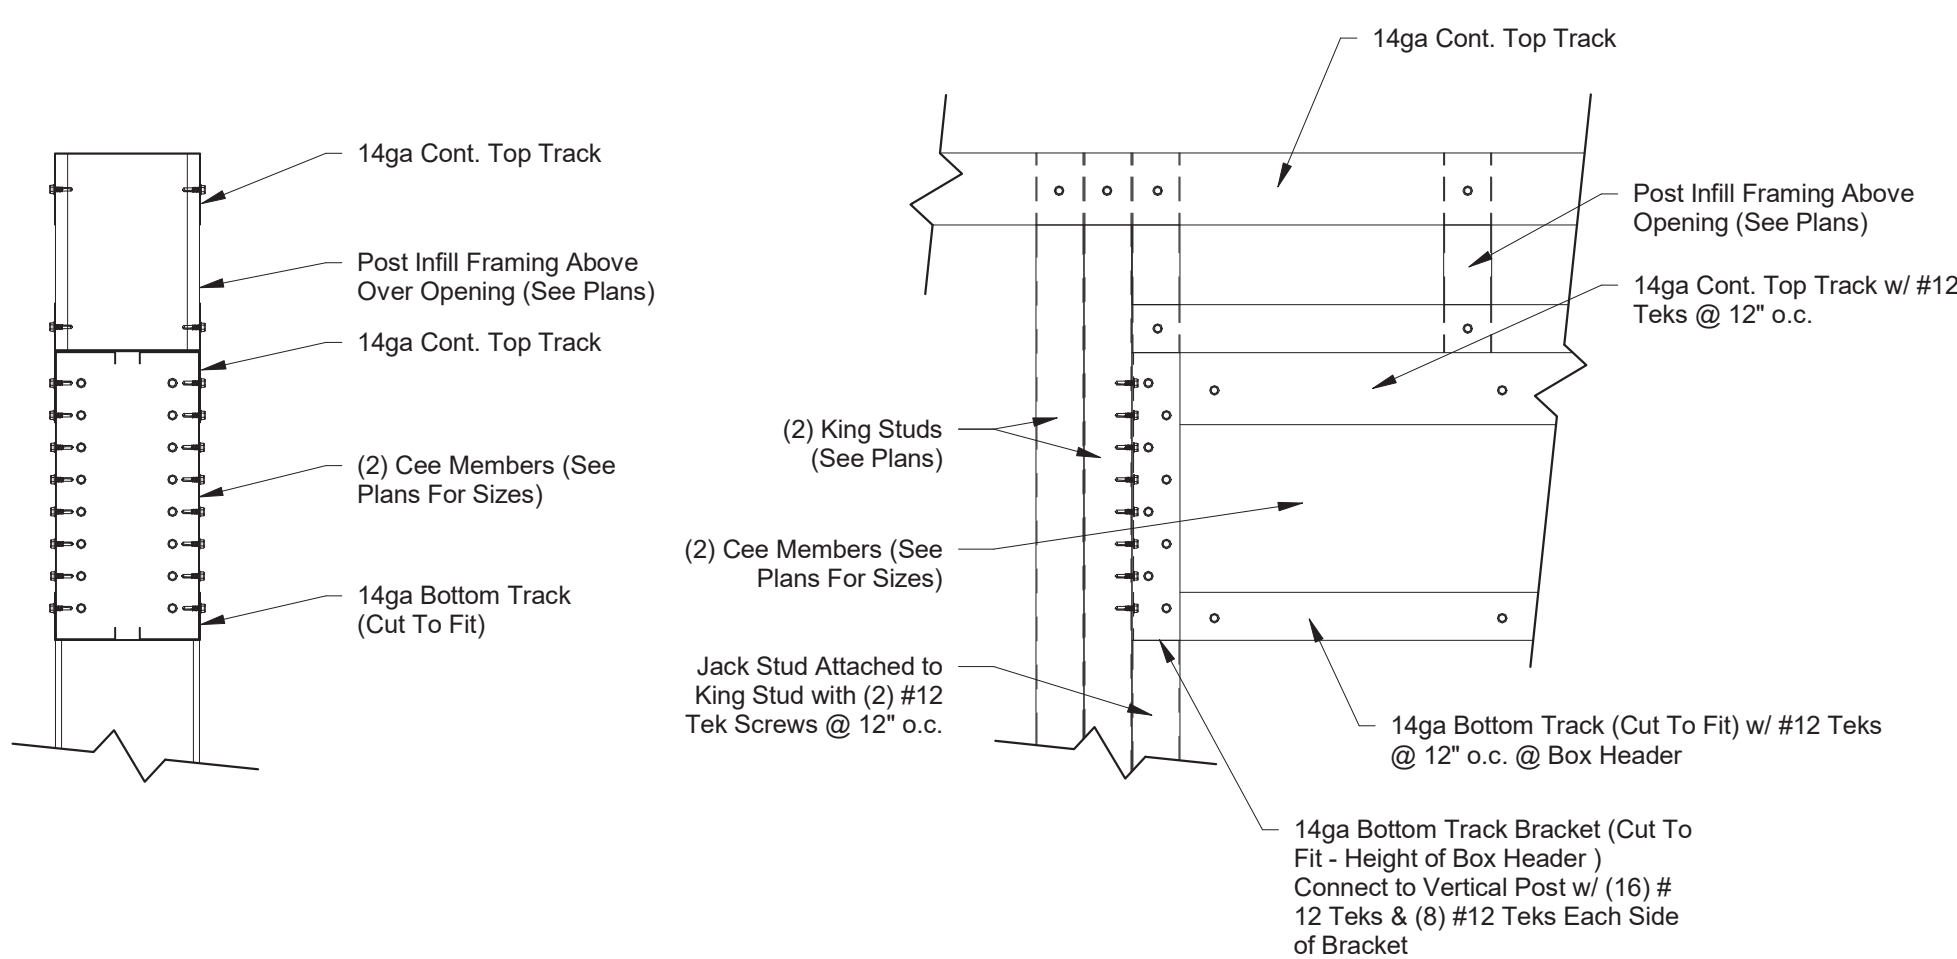 14ga Cont. Top Track
Post Infill Framing Above
Over Opening (See Plans)
14ga Cont. Top Track
(2) Cee Members (See
Plans For Sizes)
14ga Bottom Track
(Cut To Fit)
14ga Cont. Top Track
Post Infill Framing Above
Opening (See Plans)
14ga Cont. Top Track w/ #12
Teks @ 12" o.c.
(2) King Studs
(See Plans)
(2) Cee Members (See
Plans For Sizes)
Jack Stud Attached to
King Stud with (2) #12
Tek Screws @ 12" o.c.
14ga Bottom Track (Cut To Fit) w/ #12 Teks
@ 12" o.c. @ Box Header
14ga Bottom Track Bracket (Cut To
Fit - Height of Box Header )
Connect to Vertical Post w/ (16) #
12 Teks & (8) #12 Teks Each Side
of Bracket